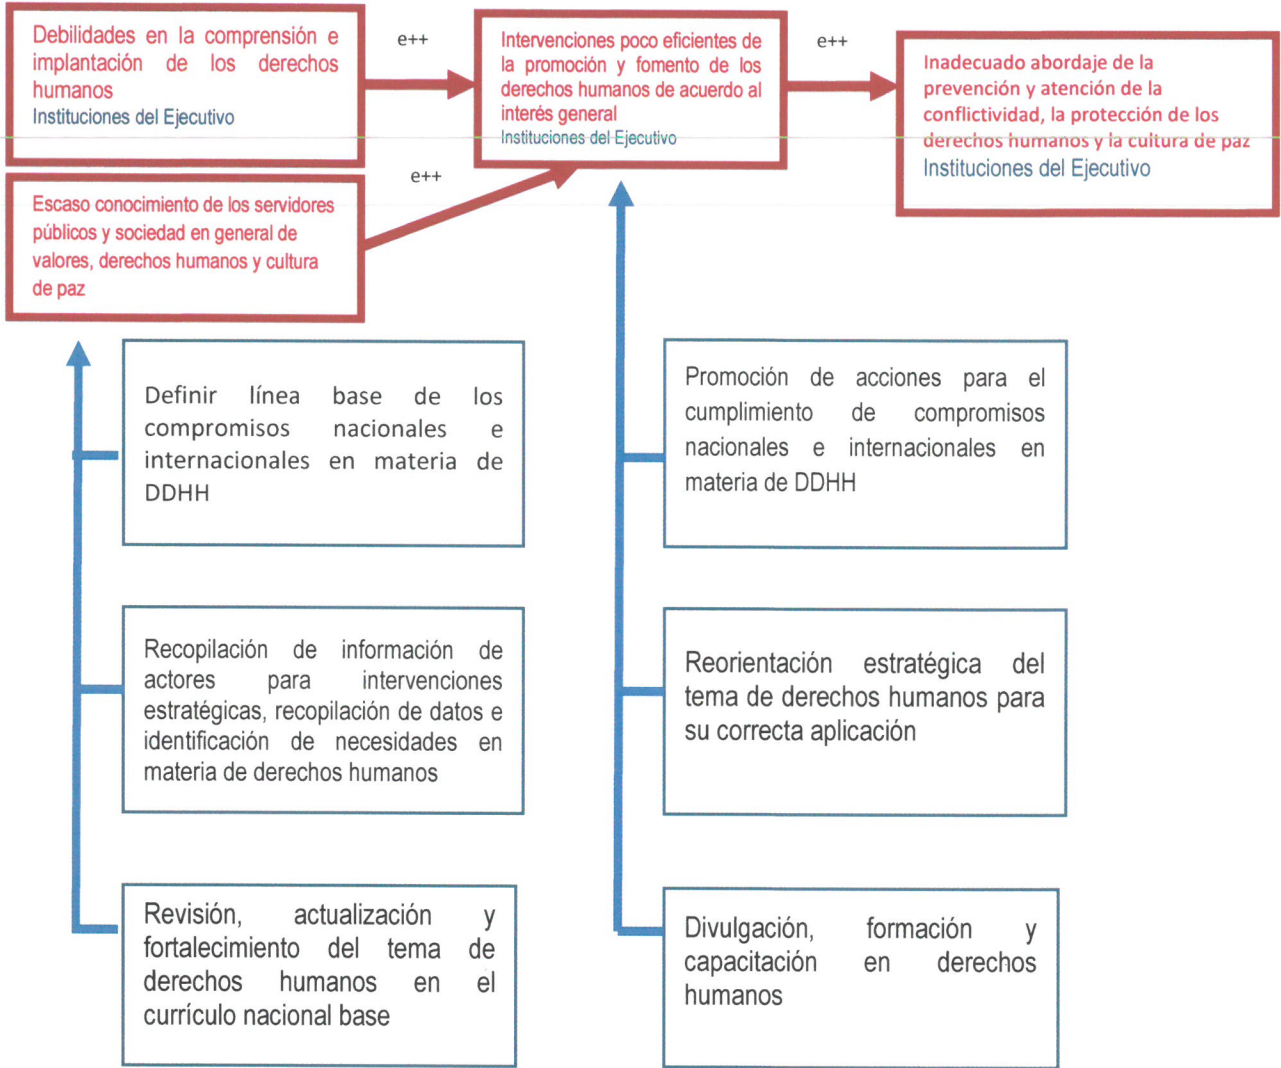 Debilidades en la comprensión e
implantación de los derechos
humanos
Instituciones del Ejecutivo
e++
Intervenciones poco eficientes de
la promoción y fomento de los
derechos humanos de acuerdo al
interés general
Instituciones del Ejecutivo
e++
Inadecuado abordaje de la
prevención y atención de la
conflictividad, la protección de los
derechos humanos y la cultura de paz
Instituciones del Ejecutivo
Escaso conocimiento de los servidores
públicos y sociedad en general de
valores, derechos humanos y cultura
de paz
e++
Definir línea base de los
compromisos nacionales e
internacionales en materia de
DDHH
Recopilación de información de
actores para intervenciones
estratégicas, recopilación de datos e
identificación de necesidades en
materia de derechos humanos
Revisión, actualización y
fortalecimiento del tema de
derechos humanos en el
currículo nacional base
Promoción de acciones para el
cumplimiento de compromisos
nacionales e internacionales en
materia de DDHH
Reorientación estratégica del
tema de derechos humanos para
su correcta aplicación
Divulgación, formación y
capacitación en derechos
humanos